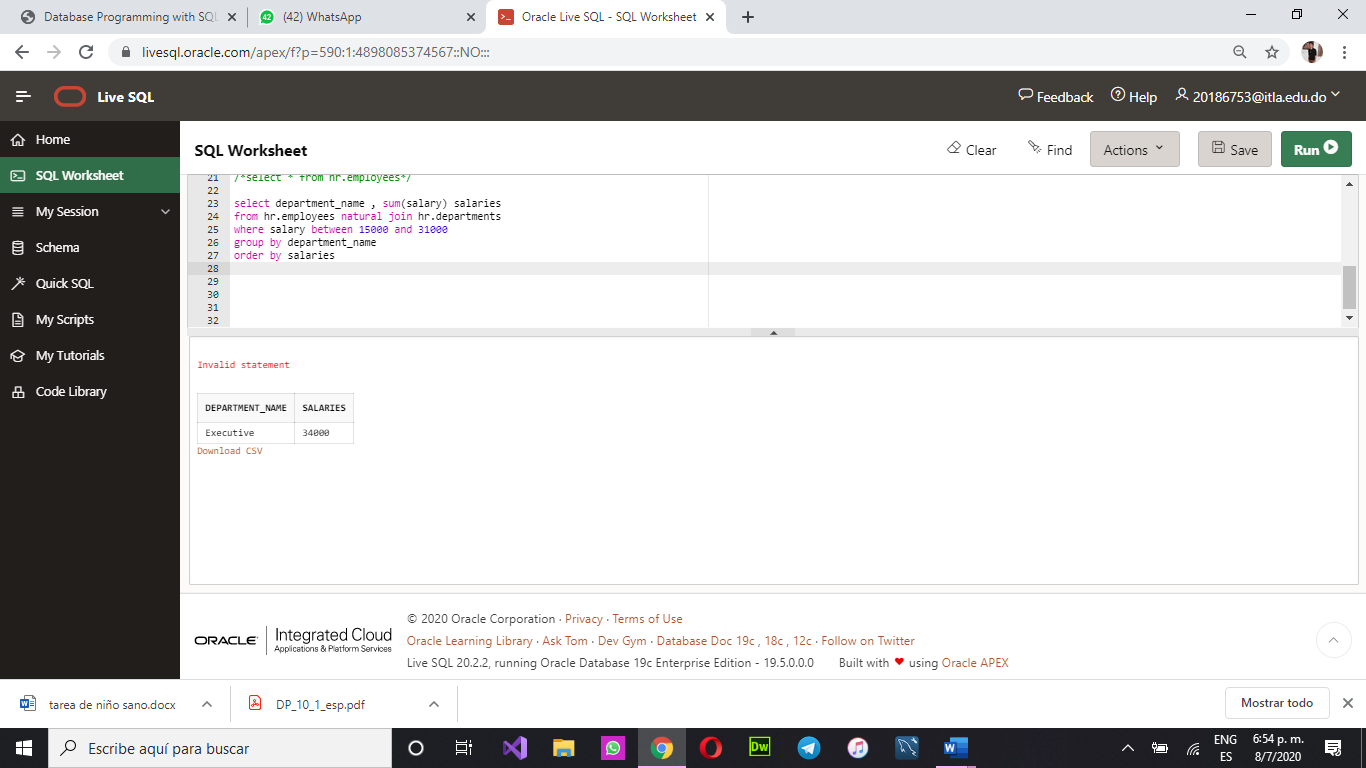 Database Programming with SQL
(42) WhatsApp
Oracle Live SQL - SQL Worksheet
livesql.oracle.com/apex/f?p=590:1:4898085374567::NO:::
Live SQL
Feedback
Help
20186753@itla.edu.do
Home
SQL Worksheet
My Session
Schema
Quick SQL
My Scripts
My Tutorials
Code Library
SQL Worksheet
Clear
Find
Actions
Save
Run
21 /*select * from hr.employees*/
22
23 select department_name , sum(salary) salaries
24 from hr.employees natural join hr.departments
25 where salary between 15000 and 31000
26 group by department_name
27 order by salaries
28
29
30
31
32
Invalid statement
DEPARTMENT_NAME SALARIES
Executive 34000
Download CSV
ORACLE Integrated Cloud
Applications & Platform Services
© 2020 Oracle Corporation · Privacy · Terms of Use
Oracle Learning Library · Ask Tom · Dev Gym · Database Doc 19c , 18c , 12c · Follow on Twitter
Live SQL 20.2.2, running Oracle Database 19c Enterprise Edition - 19.5.0.0.0 Built with ❤ using Oracle APEX
tarea de niño sano.docx
DP_10_1_esp.pdf
Mostrar todo
Escribe aquí para buscar
Dw
ENG
ES
6:54 p. m.
8/7/2020